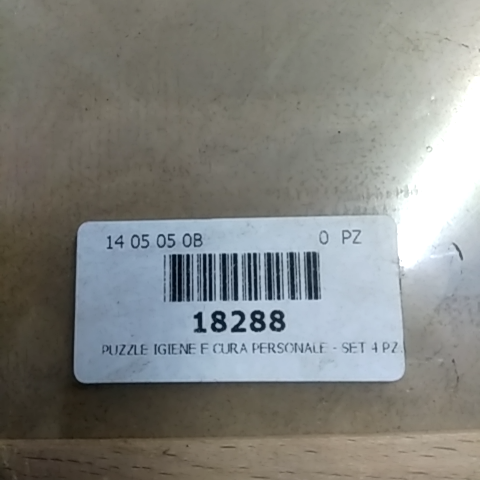 14 05 05 0B 0 PZ
18288
PUZZLE IGIENE E CURA PERSONALE - SET 4 PZ.